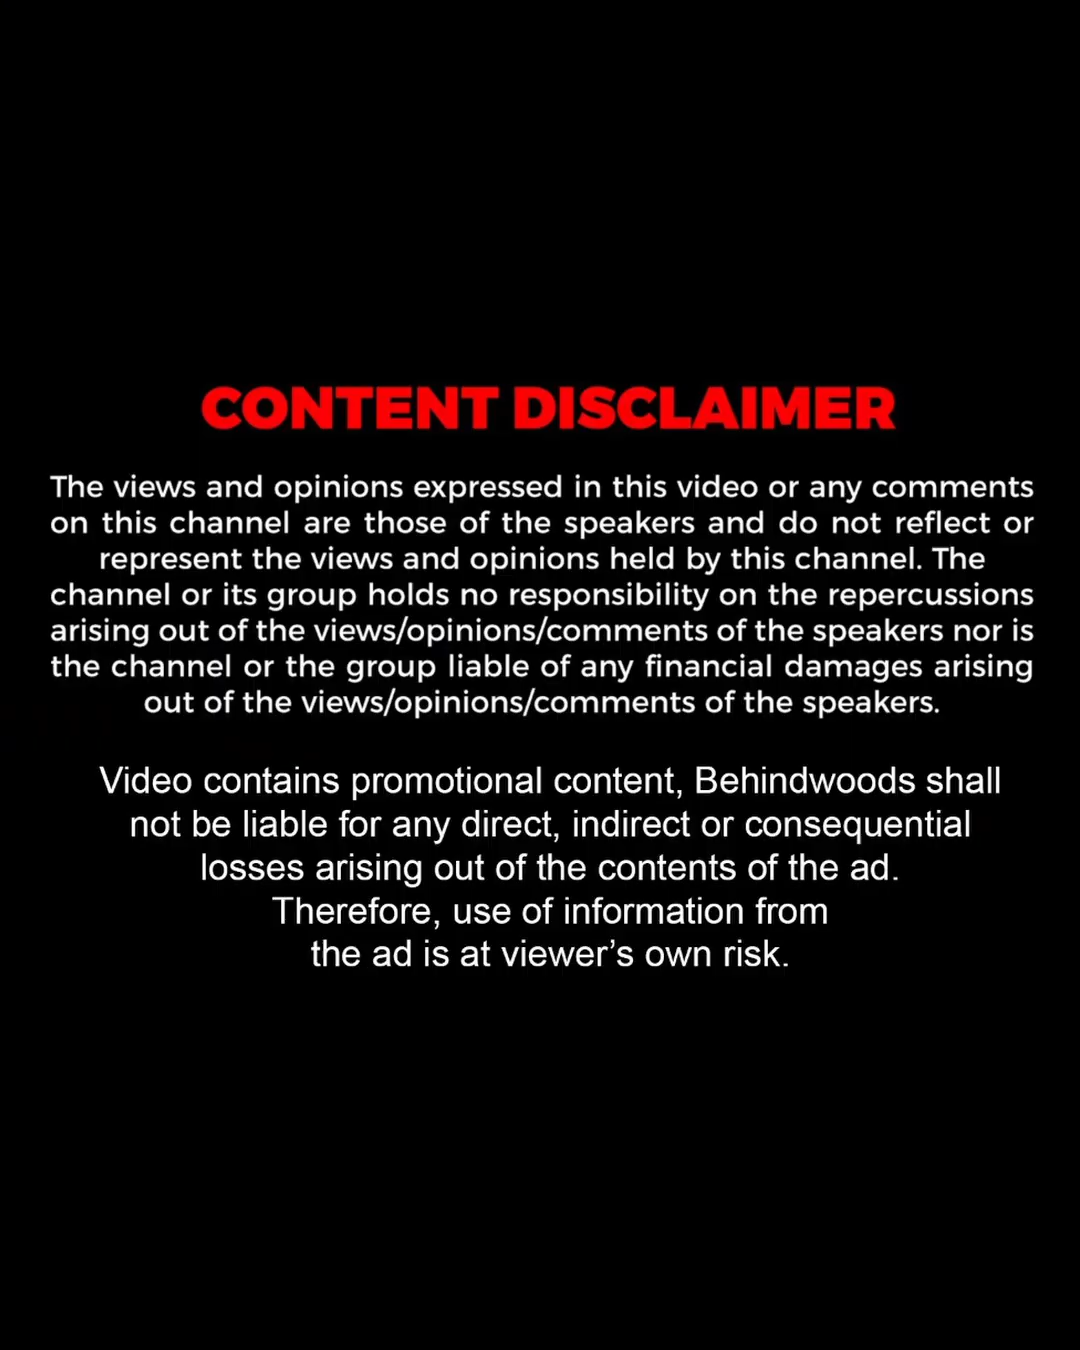 CONTENT DISCLAIMER
The views and opinions expressed in this video or any comments
on this channel are those of the speakers and do not reflect or
represent the views and opinions held by this channel. The
channel or its group holds no responsibility on the repercussions
arising out of the views/opinions/comments of the speakers nor is
the channel or the group liable of any financial damages arising
out of the views/opinions/comments of the speakers.
Video contains promotional content, Behindwoods shall
not be liable for any direct, indirect or consequential
losses arising out of the contents of the ad.
Therefore, use of information from
the ad is at viewer’s own risk.